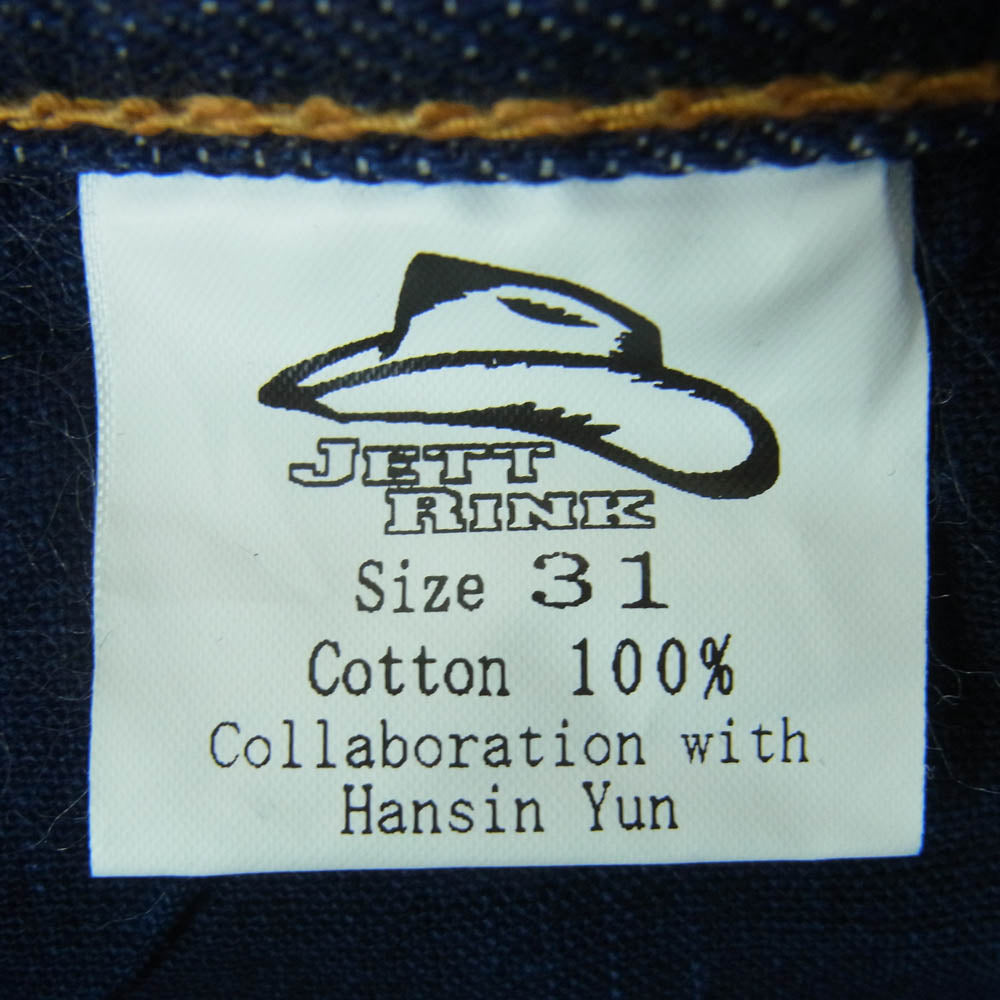 JETT
RINK
Size 31
Cotton 100%
Collaboration with
Hansin Yun